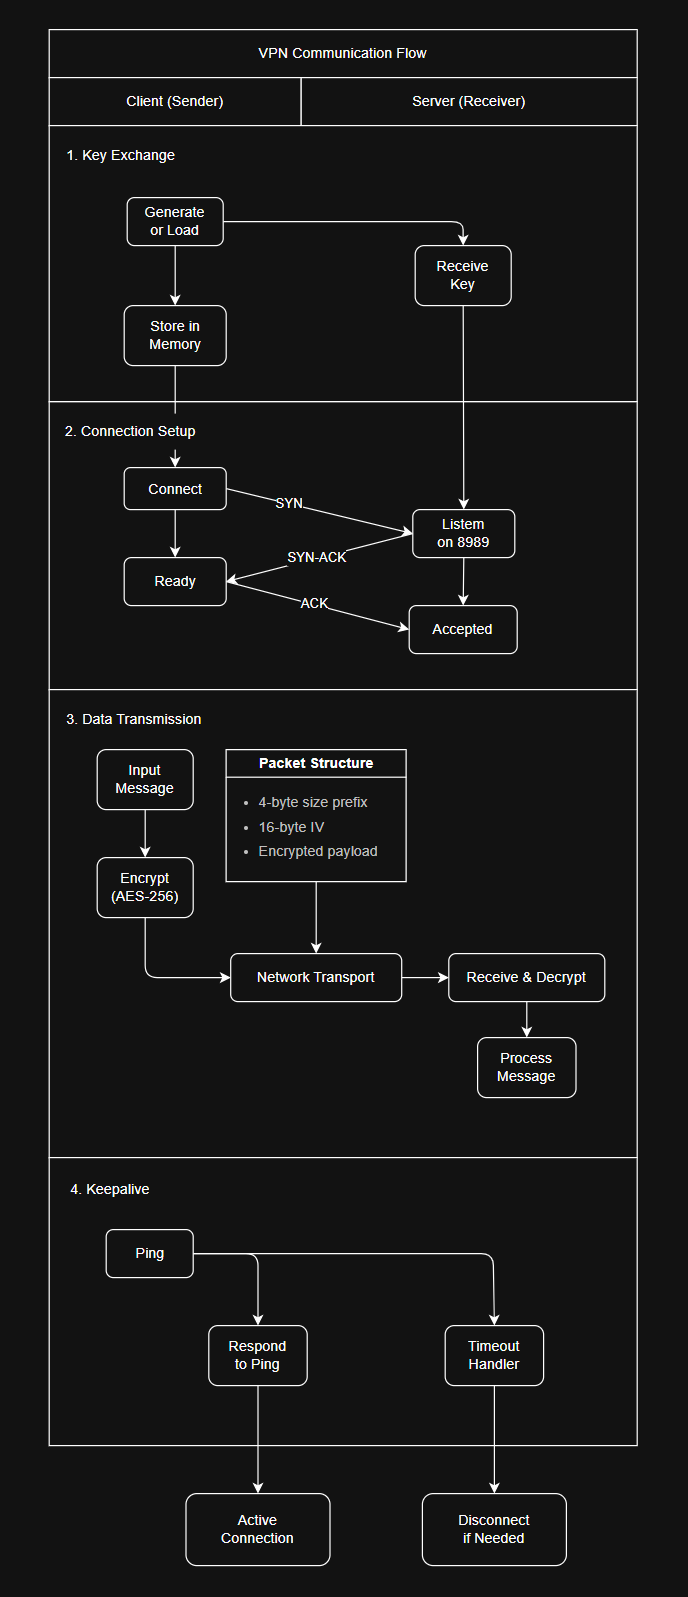 VPN Communication Flow
Client (Sender)
Server (Receiver)
1. Key Exchange
Generate
or Load
Receive
Key
Store in
Memory
2. Connection Setup
Connect
SYN
Listem
on 8989
SYN-ACK
Ready
ACK
Accepted
3. Data Transmission
Input
Message
Packet Structure
• 4-byte size prefix
• 16-byte IV
• Encrypted payload
Encrypt
(AES-256)
Network Transport
Receive & Decrypt
Process
Message
4. Keepalive
Ping
Respond
to Ping
Timeout
Handler
Active
Connection
Disconnect
if Needed